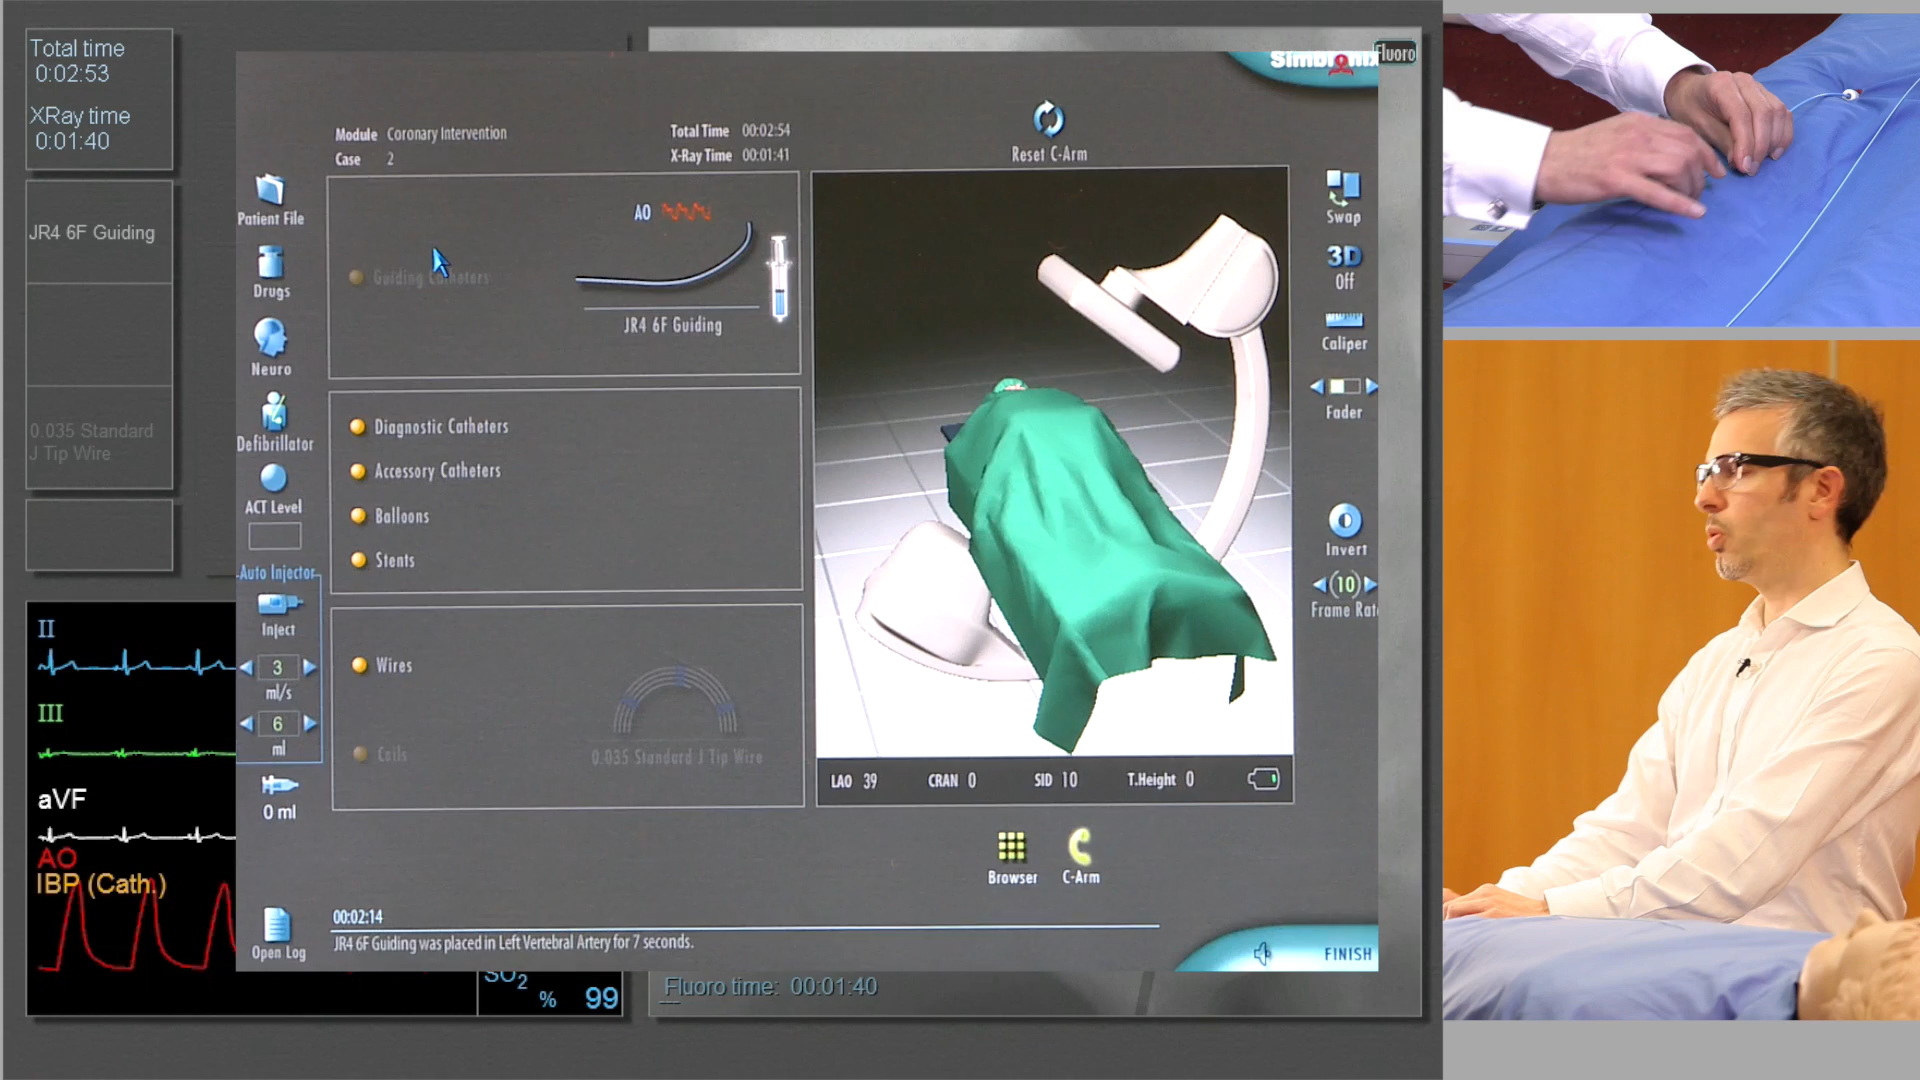 Total time
0:02:53
XRay time
0:01:40
JR4 6F Guiding
0.035 Standard
J Tip Wire
II
III
aVF
AO
IBP (Cath.)
SO2
%
99
Fluoro time: 00:01:40
Fluoro
Simbionix
Module Coronary Intervention
Case 2
Total Time 00:02:54
X-Ray Time 00:01:41
Reset C-Arm
Patient File
Drugs
Neuro
Defibrillator
ACT Level
Auto Injector
Inject
3
ml/s
6
ml
0 ml
Open Log
AO
Guiding Catheters
JR4 6F Guiding
Diagnostic Catheters
Accessory Catheters
Balloons
Stents
Wires
Coils
0.035 Standard J Tip Wire
LAO 39 CRAN 0 SID 10 T.Height 0
Swap
3D
Off
Caliper
Fader
Invert
(10)
Frame Rat
Browser
C-Arm
00:02:14
JR4 6F Guiding was placed in Left Vertebral Artery for 7 seconds.
FINISH